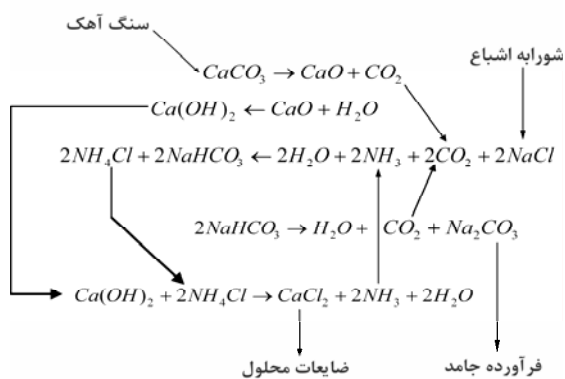 سنگ آهک
شورابه اشباع
CaCO₃ → CaO + CO₂
Ca(OH)₂ ← CaO + H₂O
2NH₄Cl + 2NaHCO₃ ← 2H₂O + 2NH₃ + 2CO₂ + 2NaCl
2NaHCO₃ → H₂O + CO₂ + Na₂CO₃
Ca(OH)₂ + 2NH₄Cl → CaCl₂ + 2NH₃ + 2H₂O
ضایعات محلول
فرآورده جامد